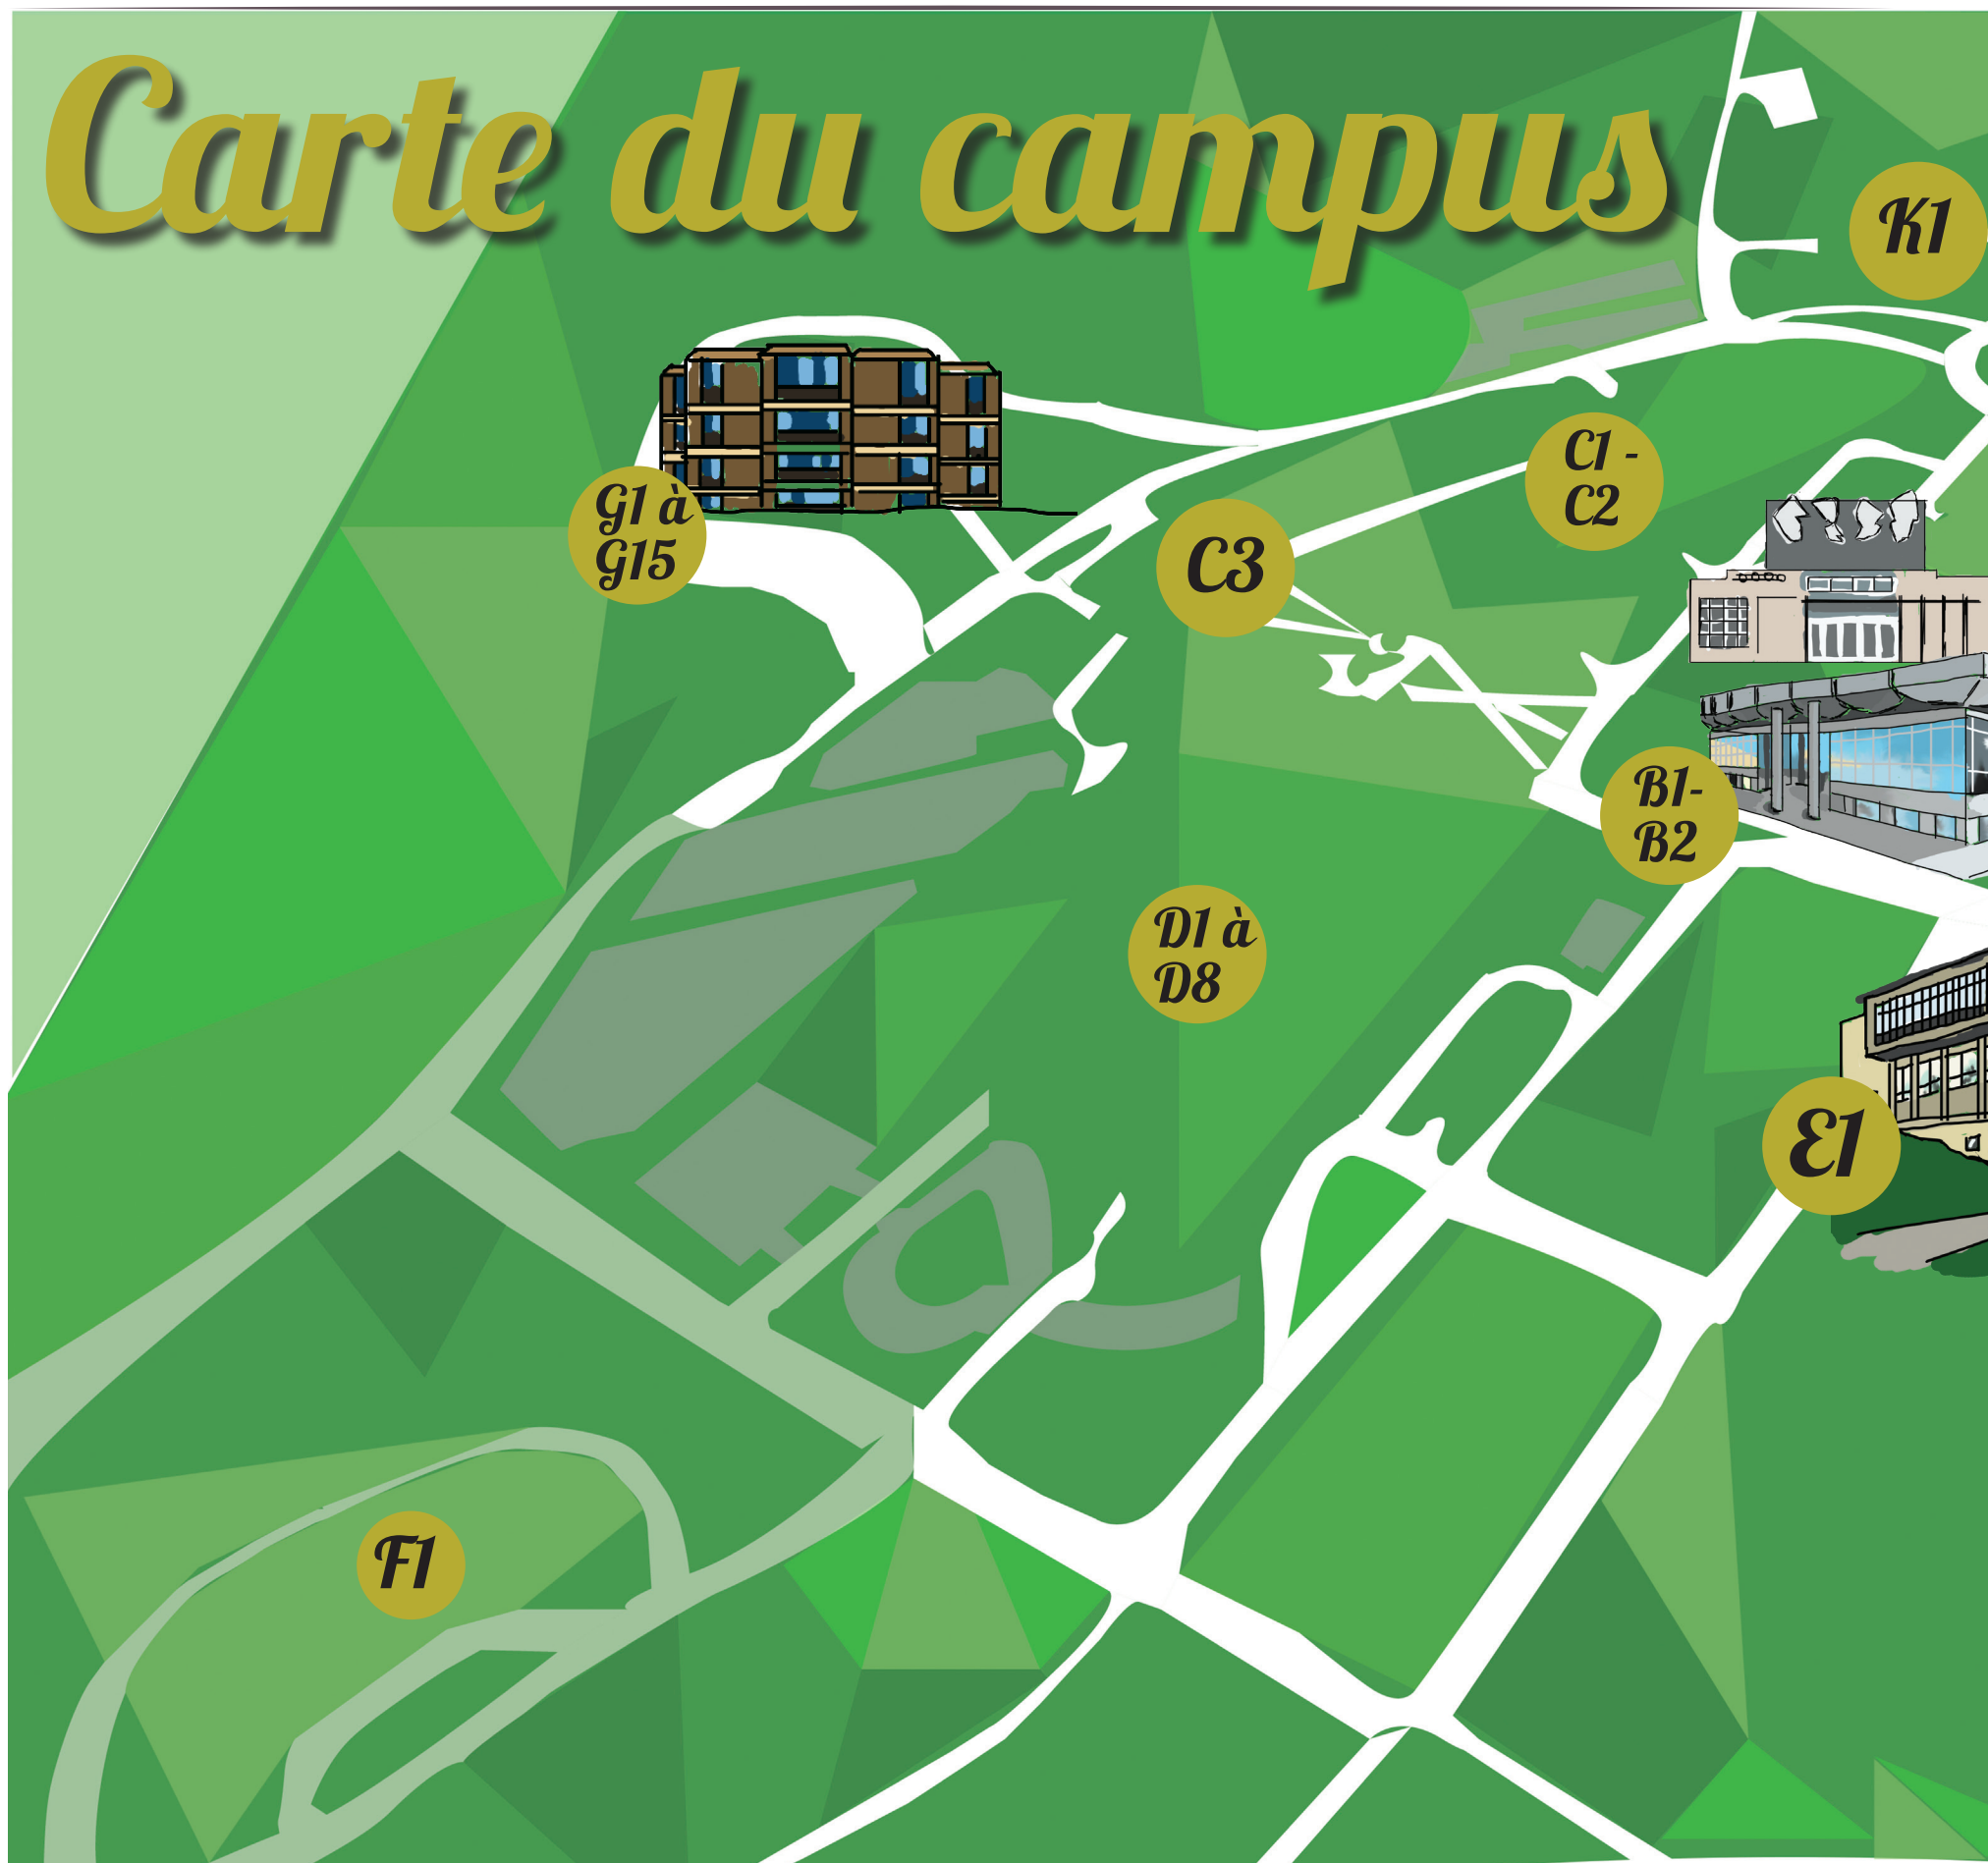 Carte du campus
K1
C1 -
C2
G1 à
G15
C3
B1-
B2
D1 à
D8
E1
F1